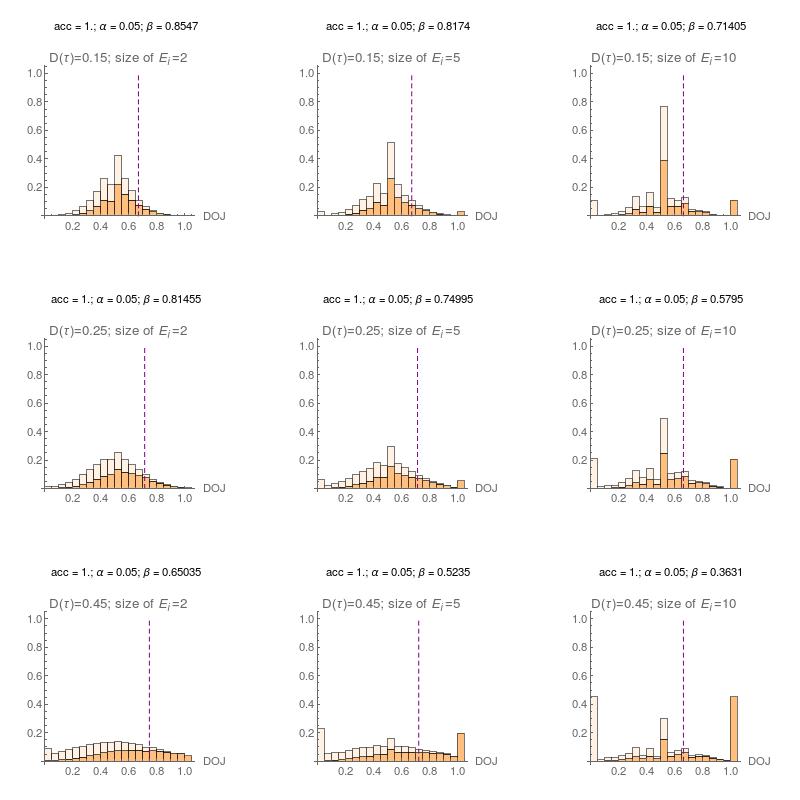 acc = 1.; α = 0.05; β = 0.8547
D(τ)=0.15; size of Ei=2
1.0
0.8
0.6
0.4
0.2
0.2 0.4 0.6 0.8 1.0 DOJ
acc = 1.; α = 0.05; β = 0.8174
D(τ)=0.15; size of Ei=5
1.0
0.8
0.6
0.4
0.2
0.2 0.4 0.6 0.8 1.0 DOJ
acc = 1.; α = 0.05; β = 0.71405
D(τ)=0.15; size of Ei=10
1.0
0.8
0.6
0.4
0.2
0.2 0.4 0.6 0.8 1.0 DOJ
acc = 1.; α = 0.05; β = 0.81455
D(τ)=0.25; size of Ei=2
1.0
0.8
0.6
0.4
0.2
0.2 0.4 0.6 0.8 1.0 DOJ
acc = 1.; α = 0.05; β = 0.74995
D(τ)=0.25; size of Ei=5
1.0
0.8
0.6
0.4
0.2
0.2 0.4 0.6 0.8 1.0 DOJ
acc = 1.; α = 0.05; β = 0.5795
D(τ)=0.25; size of Ei=10
1.0
0.8
0.6
0.4
0.2
0.2 0.4 0.6 0.8 1.0 DOJ
acc = 1.; α = 0.05; β = 0.65035
D(τ)=0.45; size of Ei=2
1.0
0.8
0.6
0.4
0.2
0.2 0.4 0.6 0.8 1.0 DOJ
acc = 1.; α = 0.05; β = 0.5235
D(τ)=0.45; size of Ei=5
1.0
0.8
0.6
0.4
0.2
0.2 0.4 0.6 0.8 1.0 DOJ
acc = 1.; α = 0.05; β = 0.3631
D(τ)=0.45; size of Ei=10
1.0
0.8
0.6
0.4
0.2
0.2 0.4 0.6 0.8 1.0 DOJ